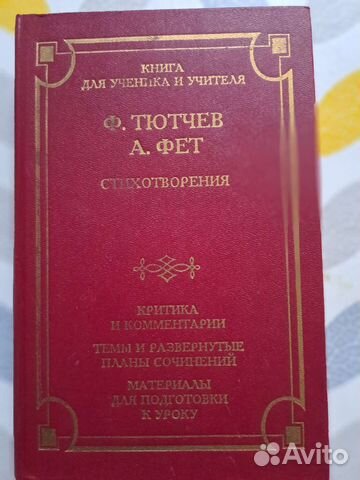 КНИГА
ДЛЯ УЧЕНИКА И УЧИТЕЛЯ
Ф. ТЮТЧЕВ
А. ФЕТ
СТИХОТВОРЕНИЯ
КРИТИКА
И КОММЕНТАРИИ
ТЕМЫ И РАЗВЕРНУТЫЕ
ПЛАНЫ СОЧИНЕНИЙ
МАТЕРИАЛЫ
ДЛЯ ПОДГОТОВКИ
К УРОКУ
Avito